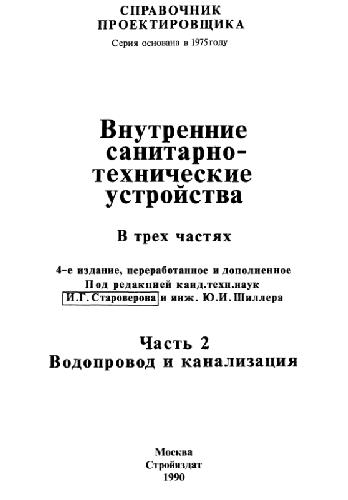 СПРАВОЧНИК
ПРОЕКТИРОВЩИКА
Серия основана в 1975 году
Внутренние
санитарно-
технические
устройства
В трех частях
4-е издание, переработанное и дополненное
Под редакцией канд.техн.наук
И.Г. Староверона и инж. Ю.И. Шиллера
Часть 2
Водопровод и канализация
Москва
Стройиздат
1990